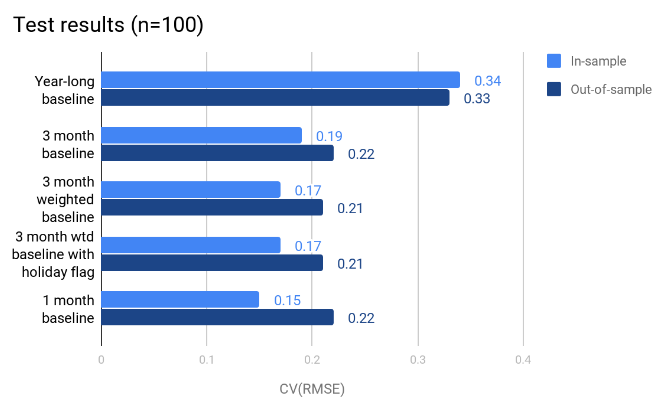 Test results (n=100)
In-sample
Out-of-sample
Year-long
baseline
0.34
0.33
3 month
baseline
0.19
0.22
3 month
weighted
baseline
0.17
0.21
3 month wtd
baseline with
holiday flag
0.17
0.21
1 month
baseline
0.15
0.22
0
0.1
0.2
0.3
0.4
CV(RMSE)